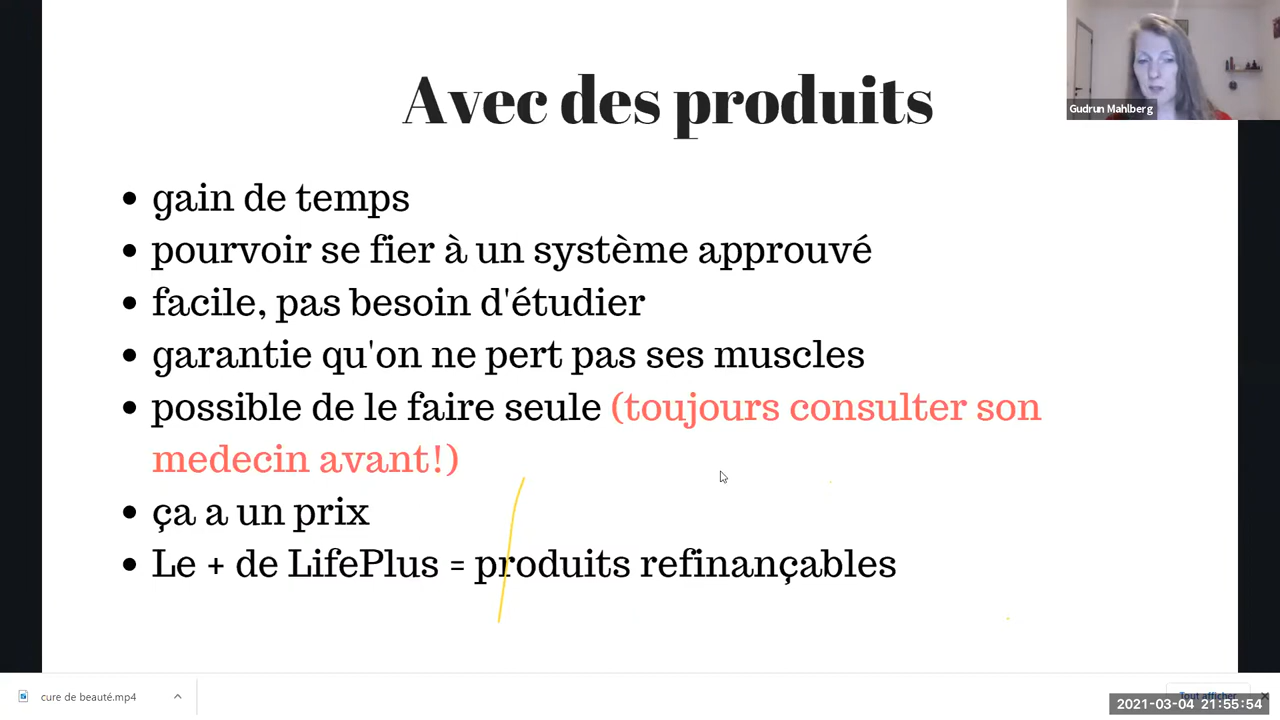 Avec des produits
Gudrun Mahlberg
• gain de temps
• pourvoir se fier à un système approuvé
• facile, pas besoin d'étudier
• garantie qu'on ne pert pas ses muscles
• possible de le faire seule (toujours consulter son
medecin avant!)
• ça a un prix
• Le + de LifePlus = produits refinançables
cure de beauté.mp4
Tout afficher
2021-03-04 21:55:54